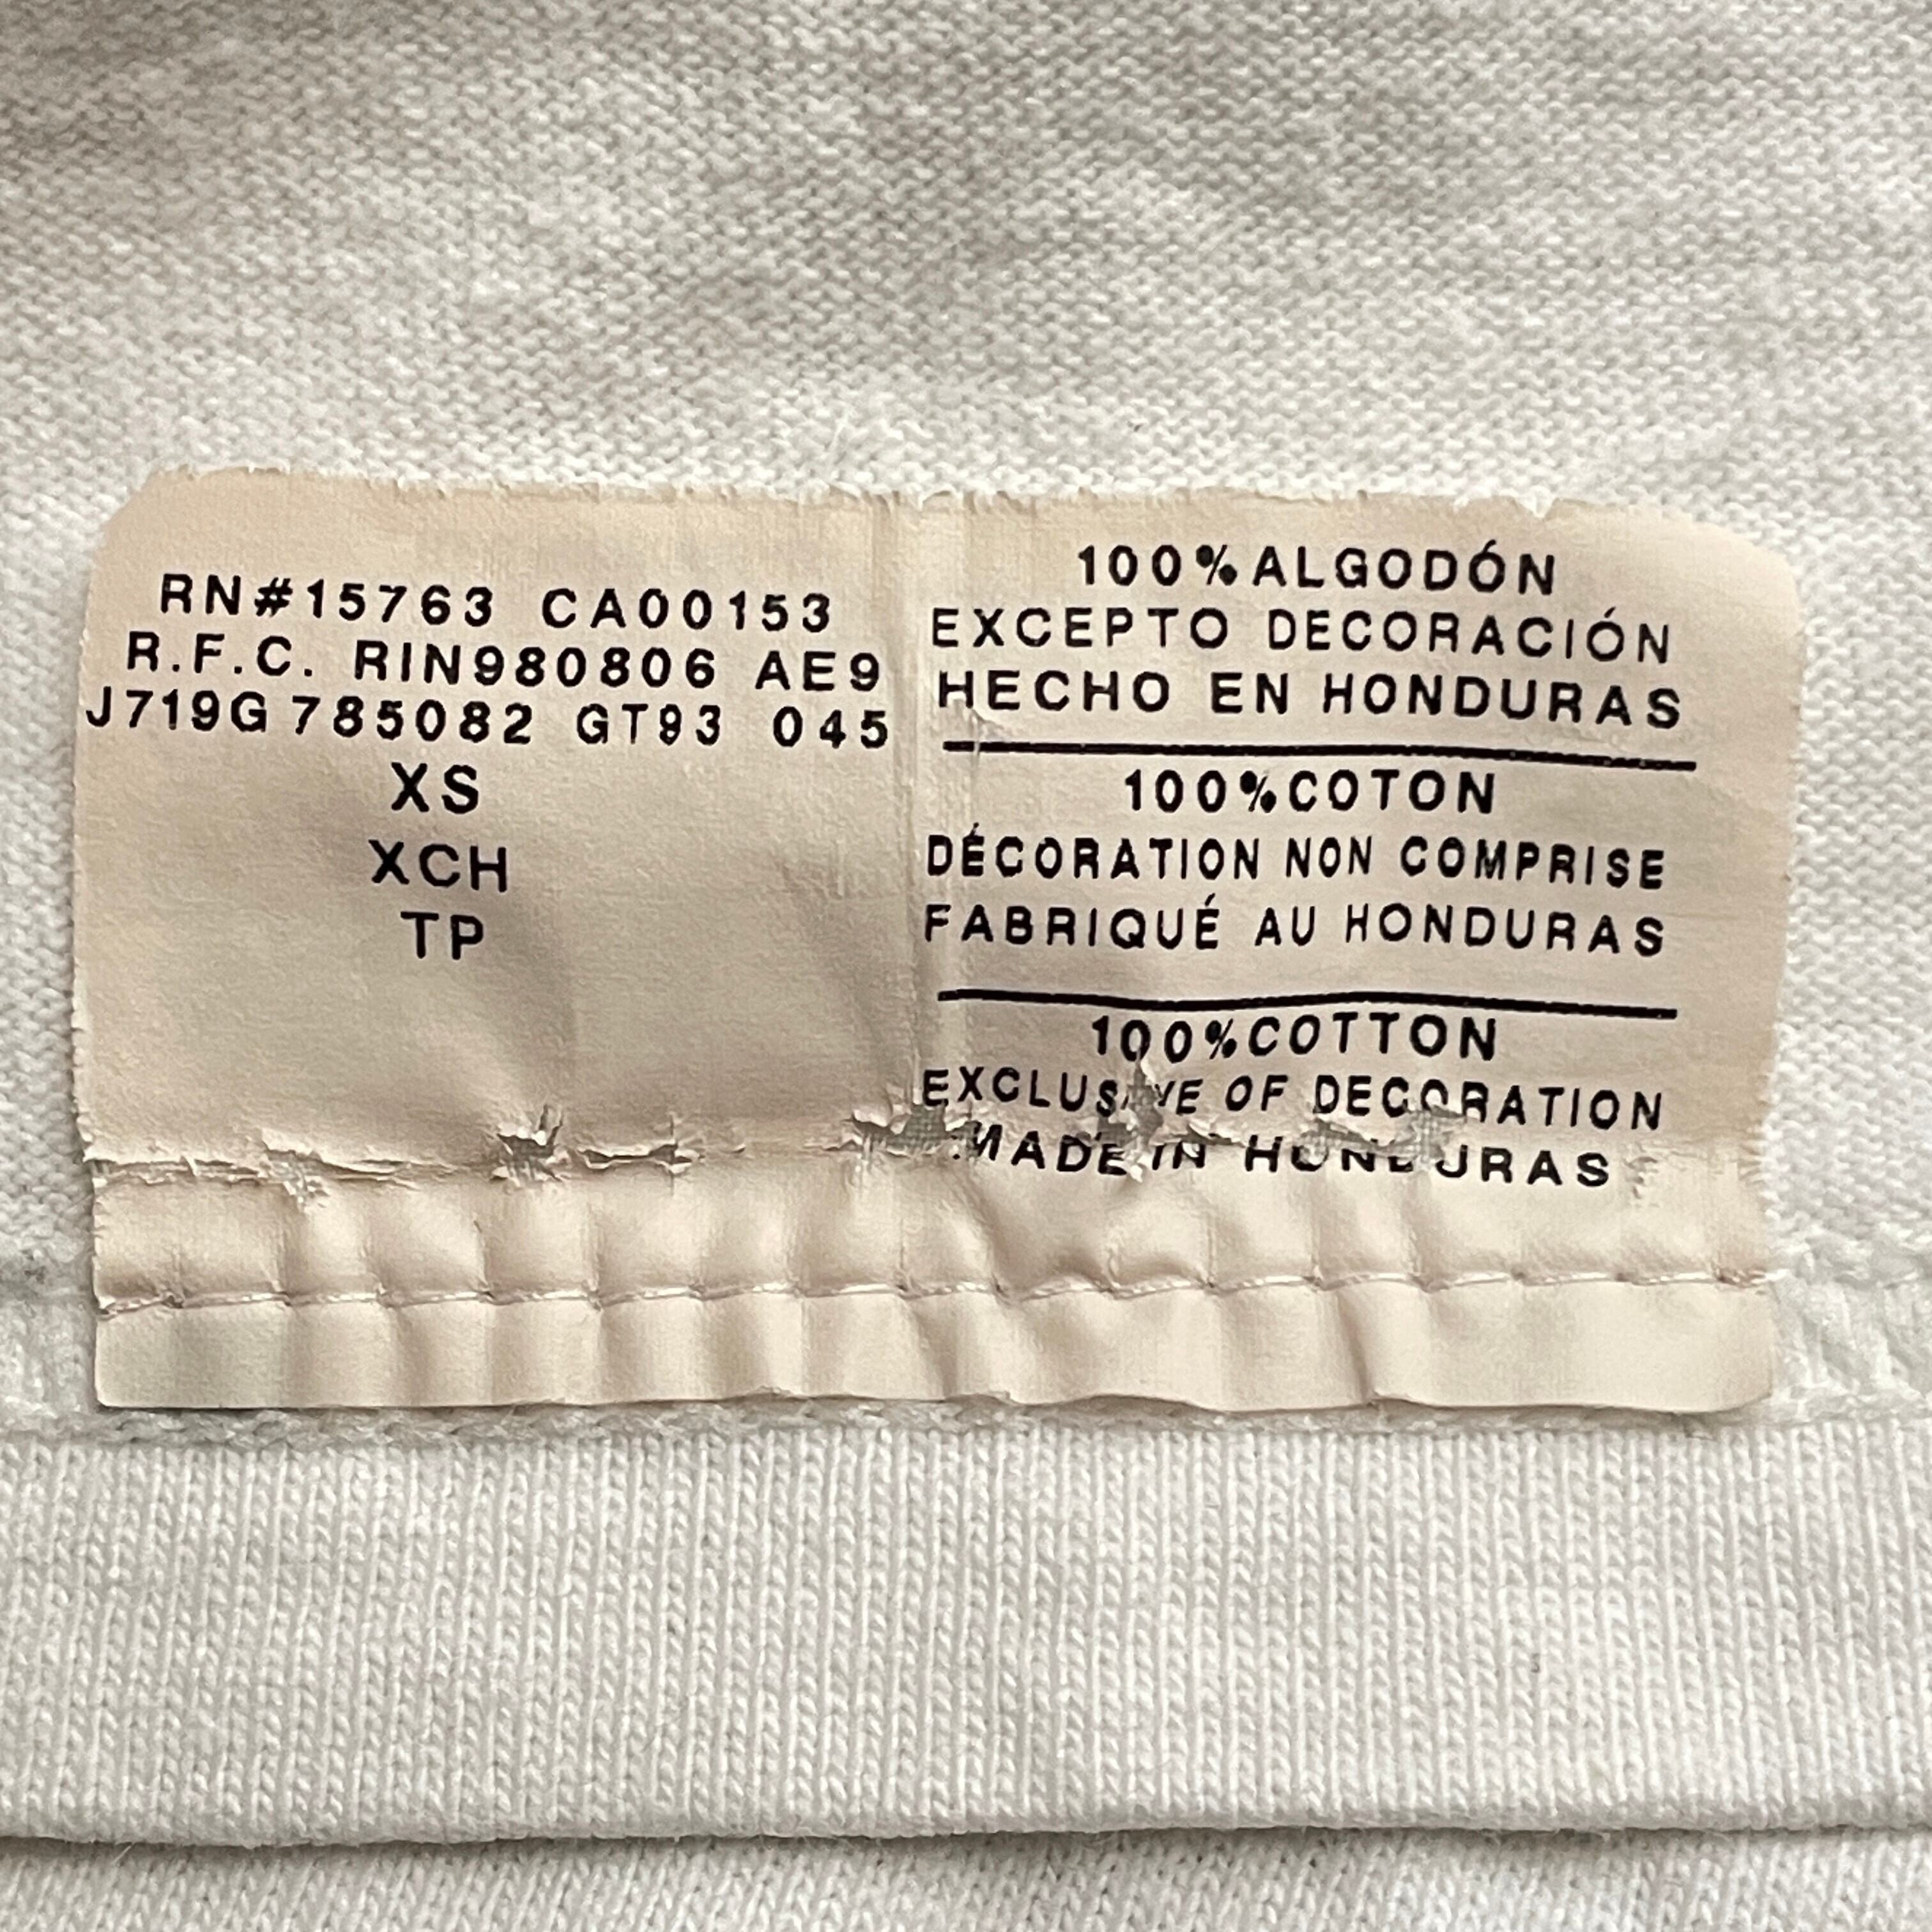 RN#15763 CA00153
R.F.C. RIN980806 AE9
J719G 785082 GT93 045
XS
XCH
TP
100% ALGODÓN
EXCEPTO DECORACIÓN
HECHO EN HONDURAS
100% COTON
DÉCORATION NON COMPRISE
FABRIQUÉ AU HONDURAS
100% COTTON
EXCLUSIVE OF DECORATION
MADE IN HONDURAS